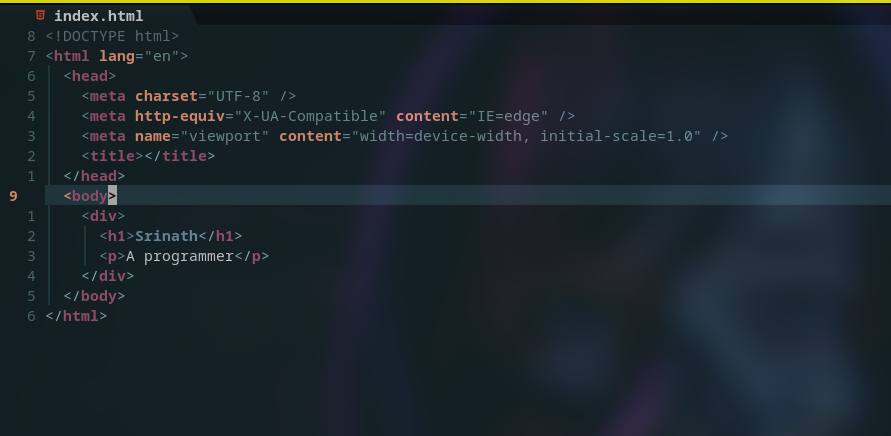 index.html
8 <!DOCTYPE html>
7 <html lang="en">
6   <head>
5     <meta charset="UTF-8" />
4     <meta http-equiv="X-UA-Compatible" content="IE=edge" />
3     <meta name="viewport" content="width=device-width, initial-scale=1.0" />
2     <title></title>
1   </head>
9   <body>
1     <div>
2       <h1>Srinath</h1>
3       <p>A programmer</p>
4     </div>
5   </body>
6 </html>